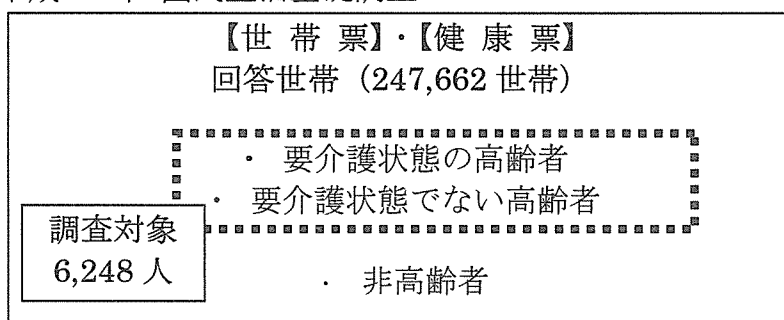 【世 帯 票】・【健 康 票】
回答世帯（247,662 世帯）
・ 要介護状態の高齢者
・ 要介護状態でない高齢者
調査対象
6,248 人
・ 非高齢者